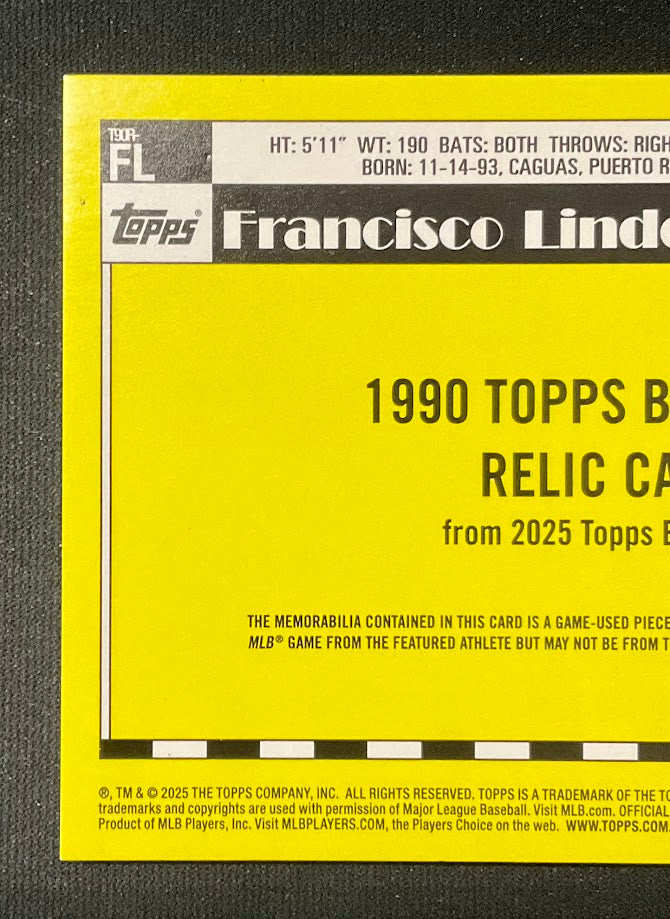 T90R-
FL
HT: 5'11" WT: 190 BATS: BOTH THROWS: RIGH
BORN: 11-14-93, CAGUAS, PUERTO R
topps®
Francisco Lindo
1990 TOPPS B
RELIC CA
from 2025 Topps B
THE MEMORABILIA CONTAINED IN THIS CARD IS A GAME-USED PIECE
MLB® GAME FROM THE FEATURED ATHLETE BUT MAY NOT BE FROM T
®, TM & © 2025 THE TOPPS COMPANY, INC. ALL RIGHTS RESERVED. TOPPS IS A TRADEMARK OF THE TO
trademarks and copyrights are used with permission of Major League Baseball. Visit MLB.com. OFFICIAL
Product of MLB Players, Inc. Visit MLBPLAYERS.COM, the Players Choice on the web. WWW.TOPPS.COM